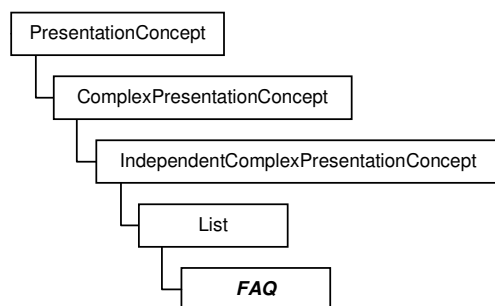 PresentationConcept
ComplexPresentationConcept
IndependentComplexPresentationConcept
List
FAQ